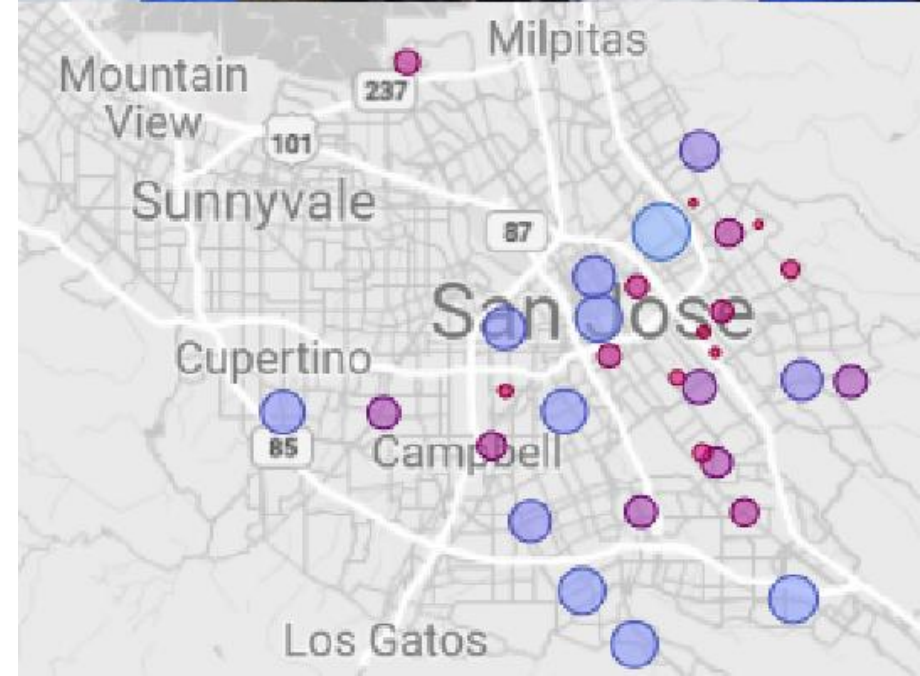 Milpitas
Mountain
View
237
101
Sunnyvale
87
San Jose
Cupertino
85
Campbell
Los Gatos